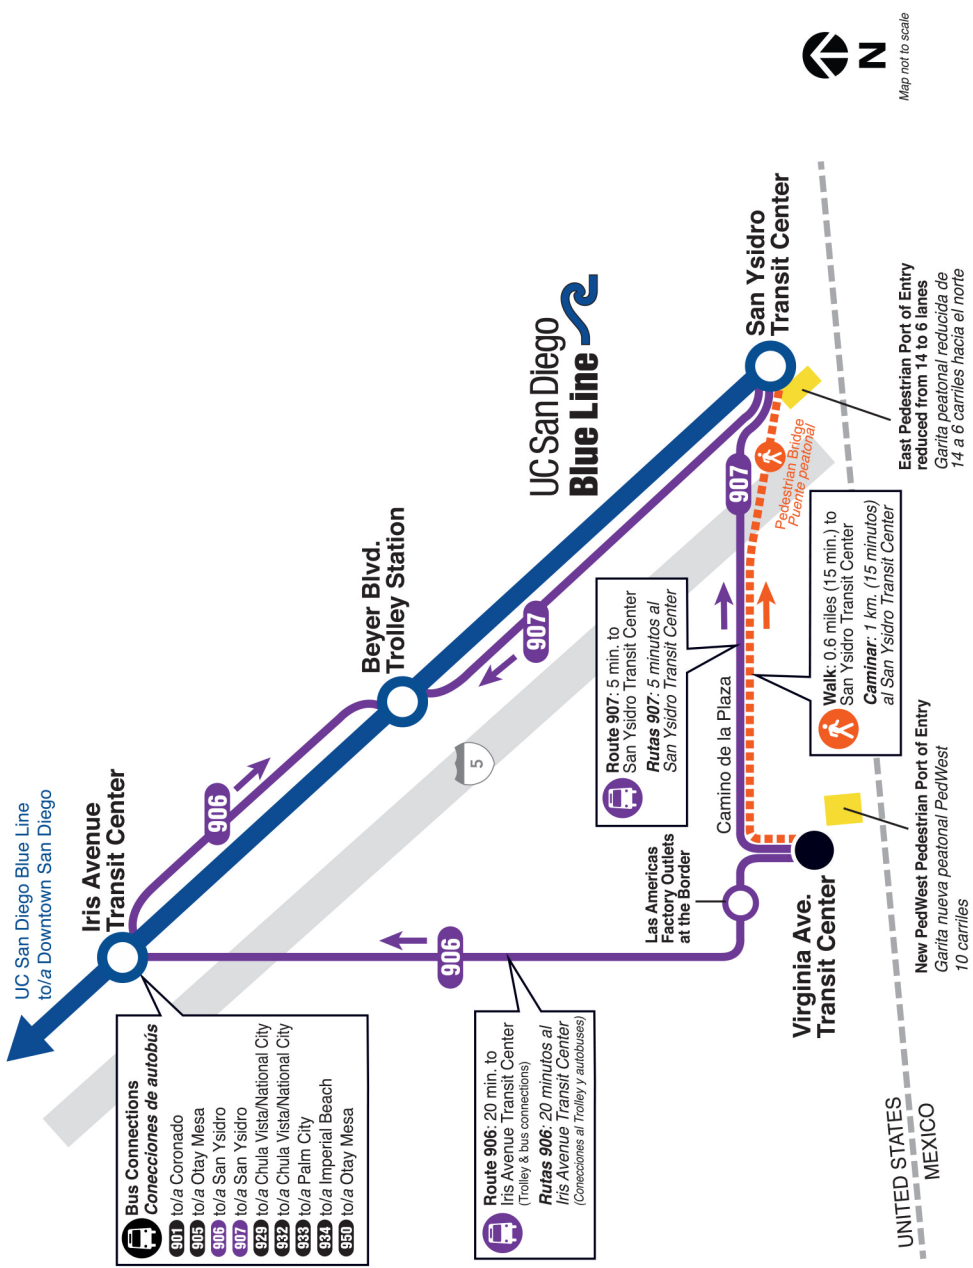 UC San Diego Blue Line
to/a Downtown San Diego
Iris Avenue
Transit Center
Bus Connections
Conecciones de autobús
901 to/a Coronado
905 to/a Otay Mesa
906 to/a San Ysidro
907 to/a San Ysidro
929 to/a Chula Vista/National City
932 to/a Chula Vista/National City
933 to/a Palm City
934 to/a Imperial Beach
950 to/a Otay Mesa
906
Beyer Blvd.
Trolley Station
5
907
UC San Diego
Blue Line
San Ysidro
Transit Center
906
Route 906: 20 min. to
Iris Avenue Transit Center
(Trolley & bus connections)
Rutas 906: 20 minutos al
Iris Avenue Transit Center
(Conecciones al Trolley y autobuses)
Las Americas
Factory Outlets
at the Border
Route 907: 5 min. to
San Ysidro Transit Center
Rutas 907: 5 minutos al
San Ysidro Transit Center
Camino de la Plaza
907
Pedestrian Bridge
Puente peatonal
Virginia Ave.
Transit Center
Walk: 0.6 miles (15 min.) to
San Ysidro Transit Center
Caminar: 1 km. (15 minutos)
al San Ysidro Transit Center
New PedWest Pedestrian Port of Entry
Garita nueva peatonal PedWest
10 carriles
East Pedestrian Port of Entry
reduced from 14 to 6 lanes
Garita peatonal reducida de
14 a 6 carriles hacia el norte
UNITED STATES
MEXICO
N
Map not to scale